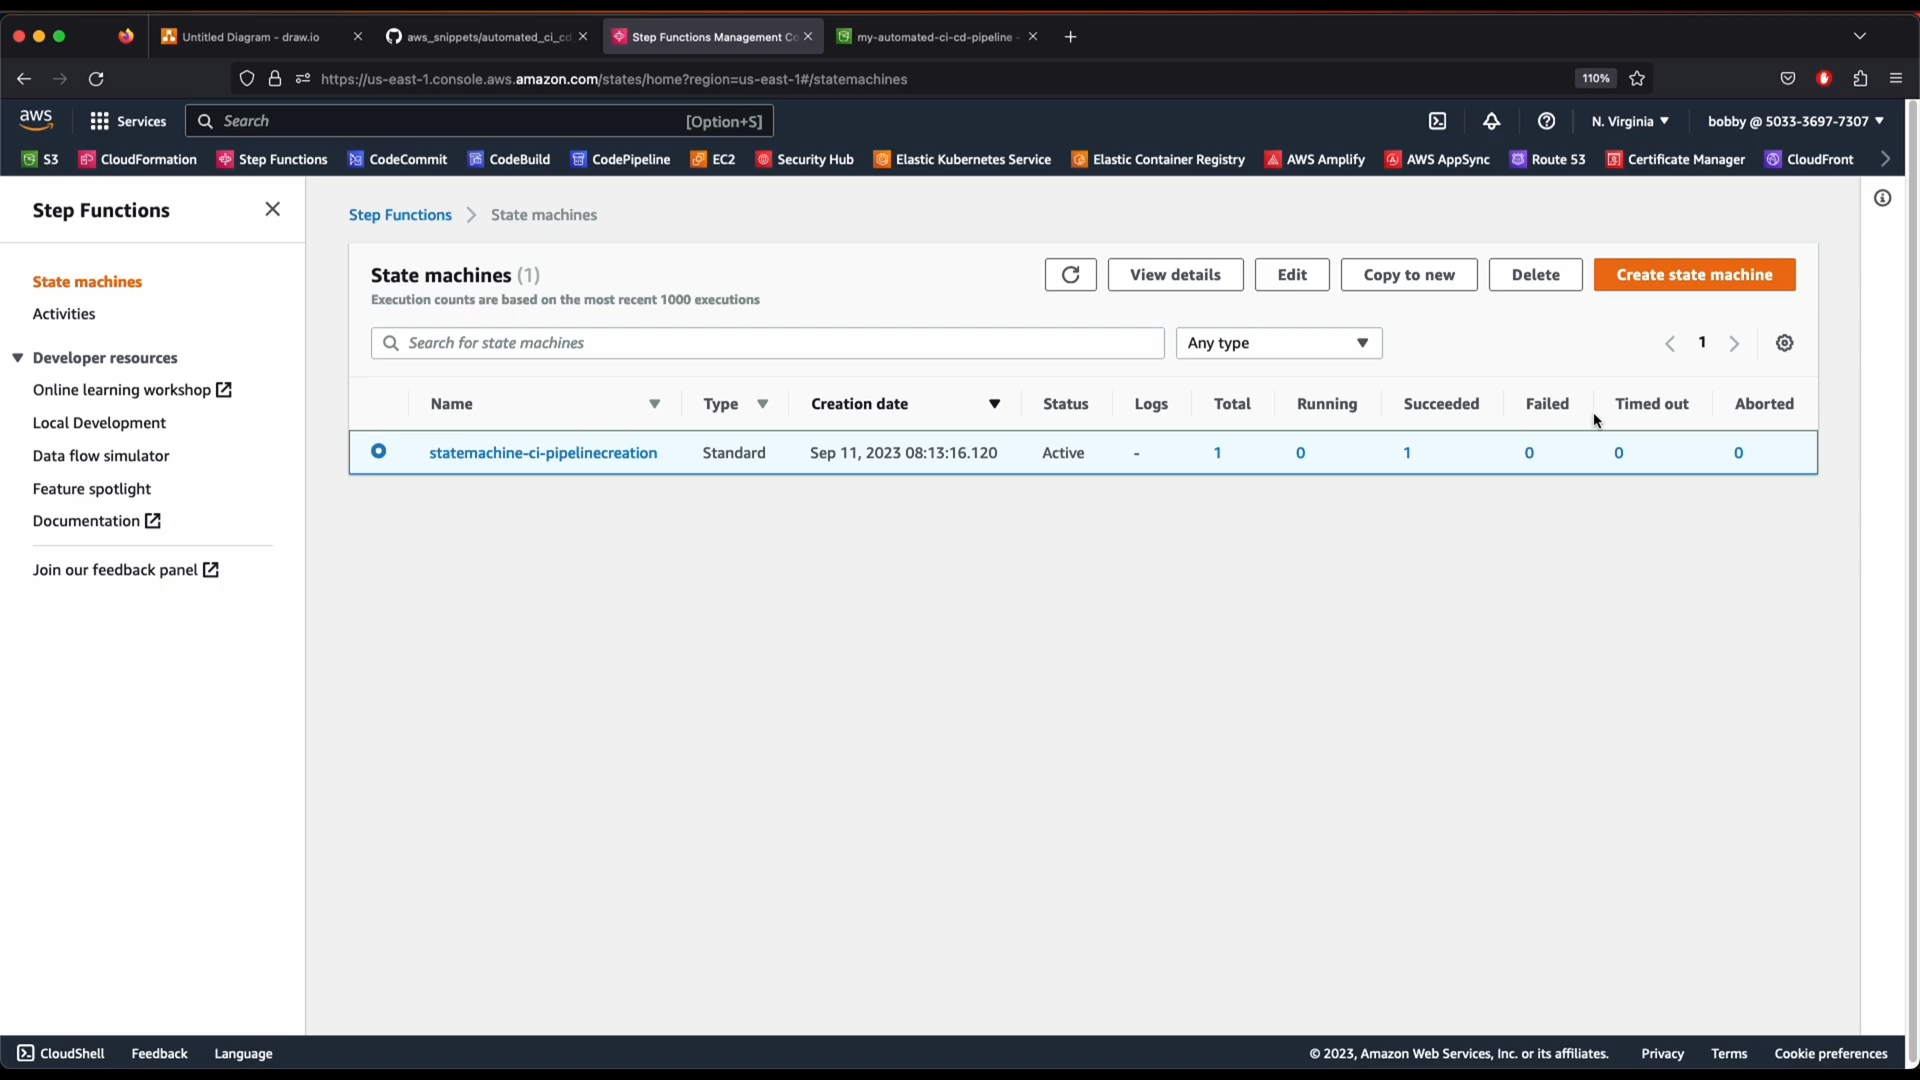 Untitled Diagram - draw.io
aws_snippets/automated_ci_cd
Step Functions Management Co
my-automated-ci-cd-pipeline -
https://us-east-1.console.aws.amazon.com/states/home?region=us-east-1#/statemachines
110%
aws
Services
Search
[Option+S]
N. Virginia
bobby @ 5033-3697-7307
S3
CloudFormation
Step Functions
CodeCommit
CodeBuild
CodePipeline
EC2
Security Hub
Elastic Kubernetes Service
Elastic Container Registry
AWS Amplify
AWS AppSync
Route 53
Certificate Manager
CloudFront
Step Functions
State machines
Activities
Developer resources
Online learning workshop
Local Development
Data flow simulator
Feature spotlight
Documentation
Join our feedback panel
Step Functions > State machines
State machines (1)
Execution counts are based on the most recent 1000 executions
View details
Edit
Copy to new
Delete
Create state machine
Search for state machines
Any type
1
Name Type Creation date Status Logs Total Running Succeeded Failed Timed out Aborted
statemachine-ci-pipelinecreation Standard Sep 11, 2023 08:13:16.120 Active - 1 0 1 0 0 0
CloudShell
Feedback
Language
© 2023, Amazon Web Services, Inc. or its affiliates.
Privacy
Terms
Cookie preferences